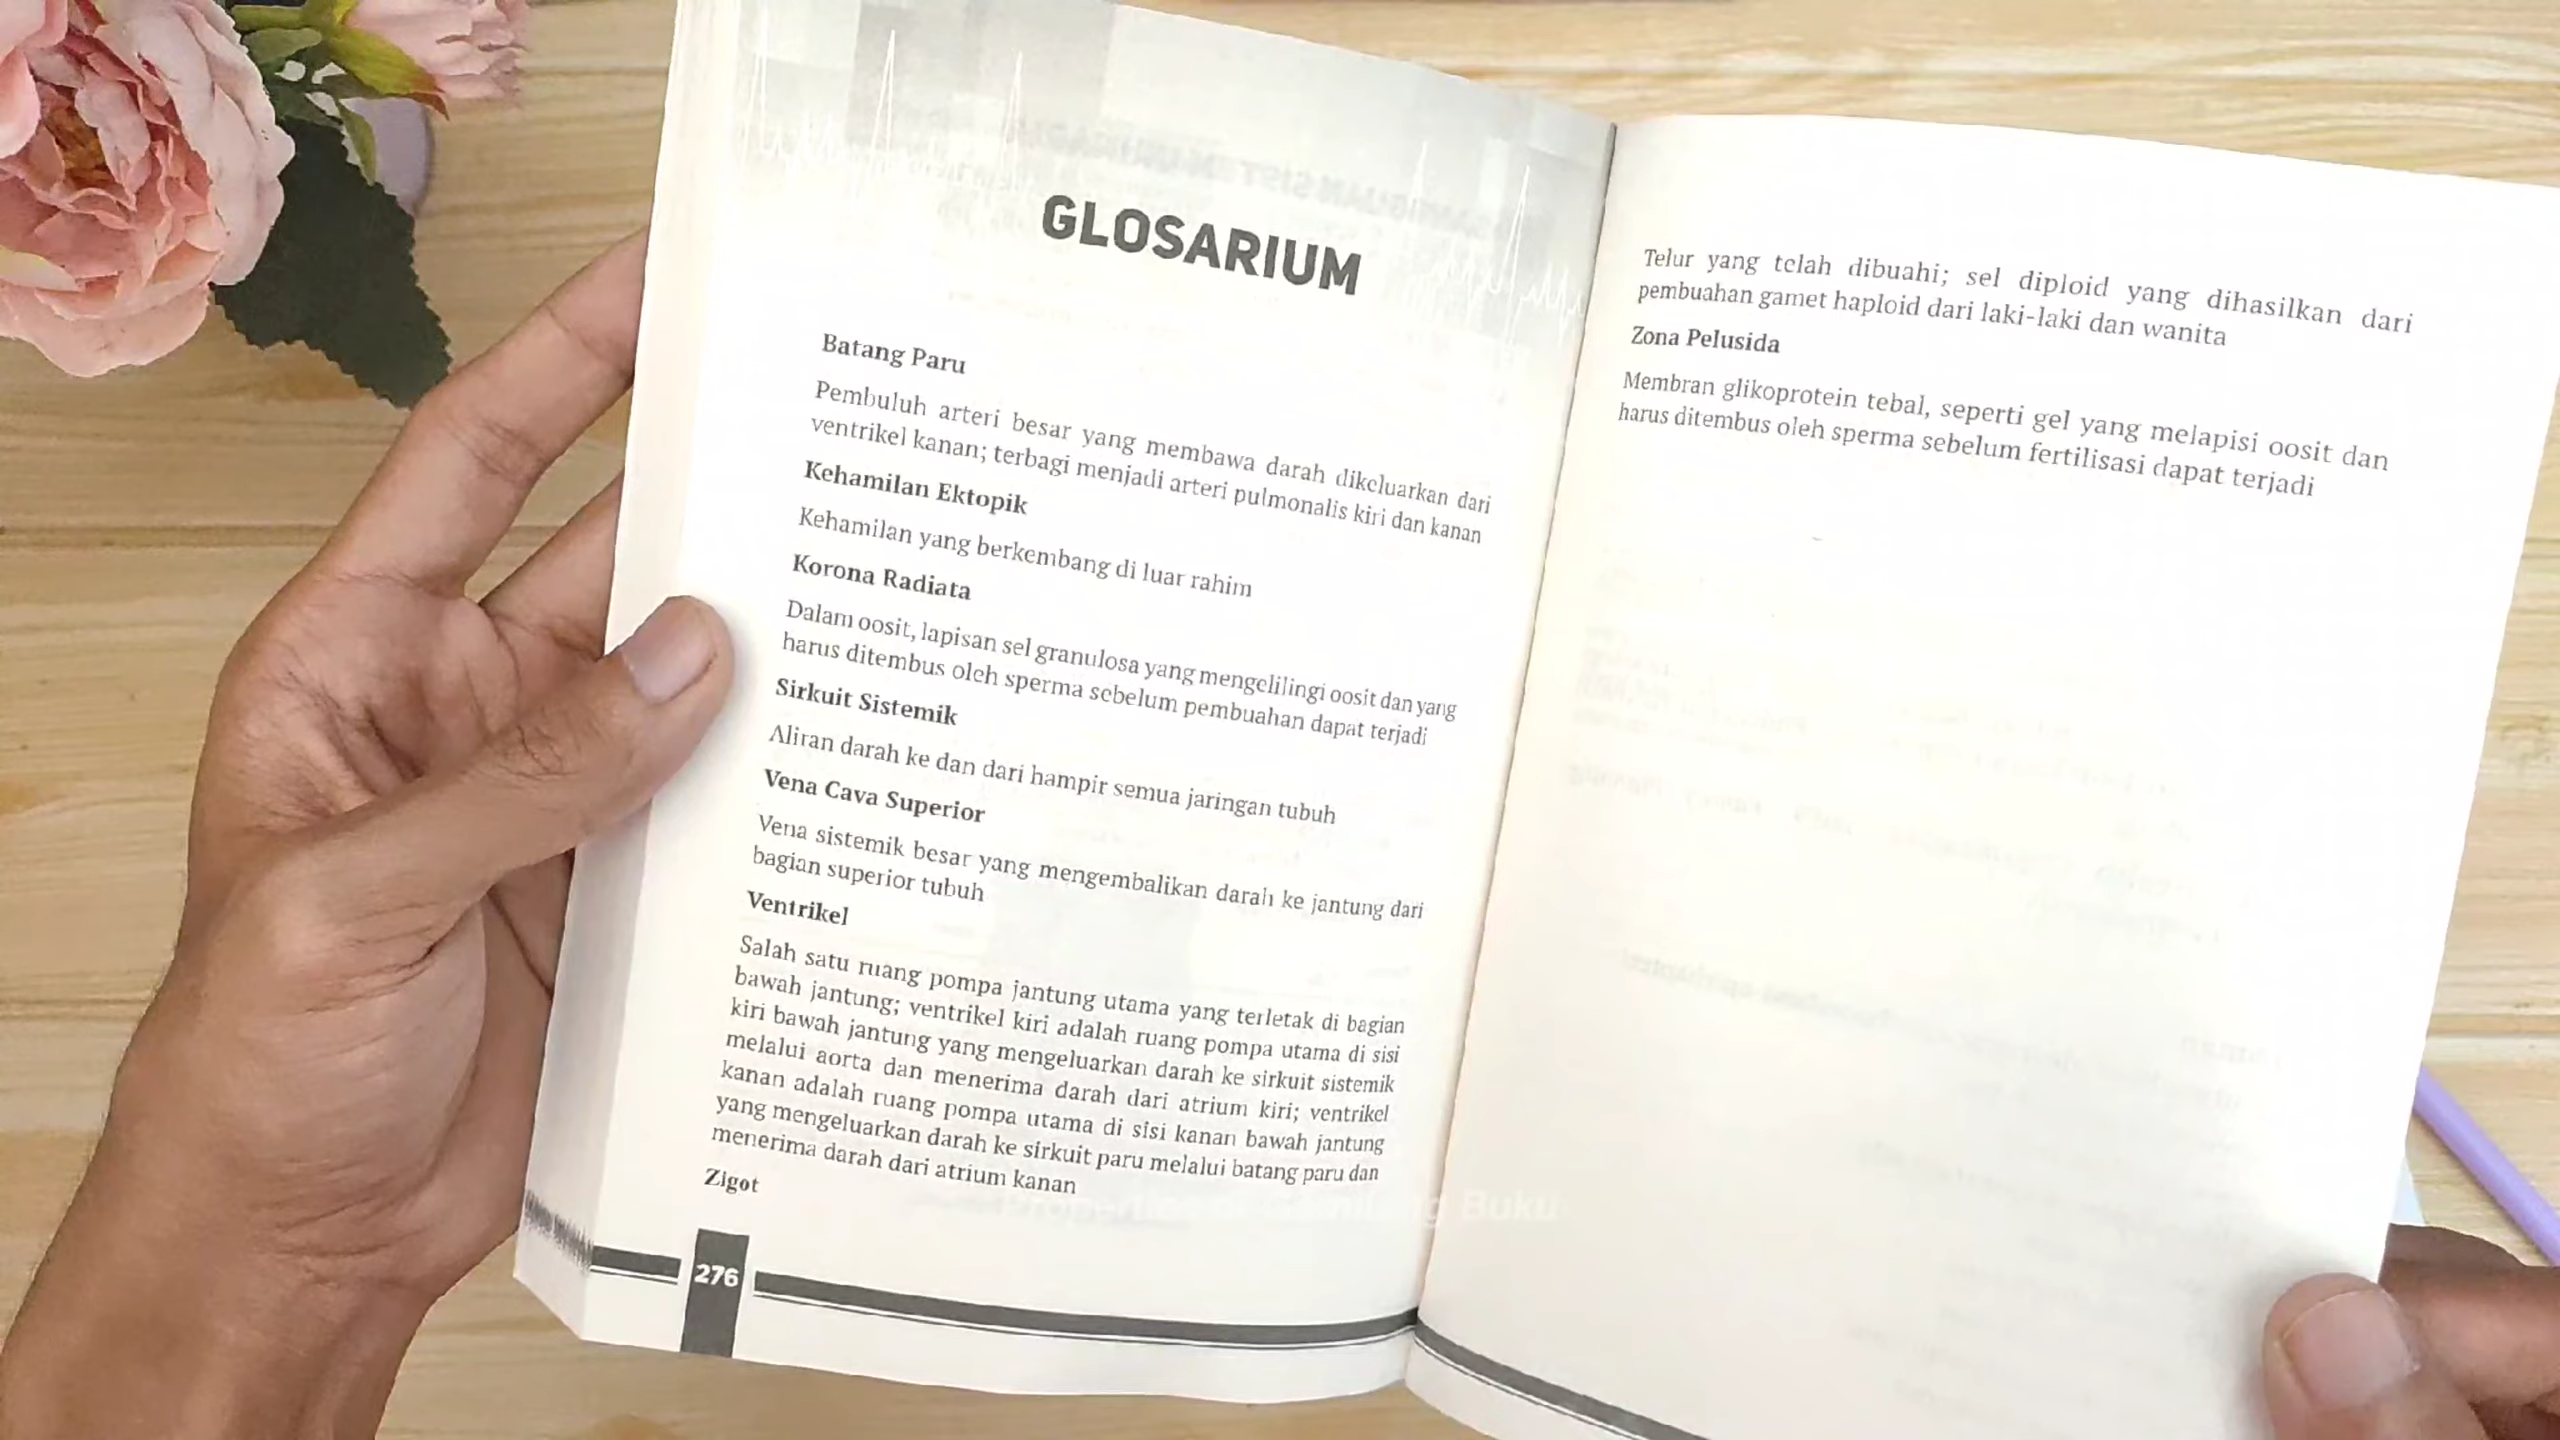 GLOSARIUM
Batang Paru
Pembuluh arteri besar yang membawa darah dikeluarkan dari
ventrikel kanan; terbagi menjadi arteri pulmonalis kiri dan kanan
Kehamilan Ektopik
Kehamilan yang berkembang di luar rahim
Korona Radiata
Dalam oosit, lapisan sel granulosa yang mengelilingi oosit dan yang
harus ditembus oleh sperma sebelum pembuahan dapat terjadi
Sirkuit Sistemik
Aliran darah ke dan dari hampir semua jaringan tubuh
Vena Cava Superior
Vena sistemik besar yang mengembalikan darah ke jantung dari
bagian superior tubuh
Ventrikel
Salah satu ruang pompa jantung utama yang terletak di bagian
bawah jantung; ventrikel kiri adalah ruang pompa utama di sisi
kiri bawah jantung yang mengeluarkan darah ke sirkuit sistemik
melalui aorta dan menerima darah dari atrium kiri; ventrikel
kanan adalah ruang pompa utama di sisi kanan bawah jantung
yang mengeluarkan darah ke sirkuit paru melalui batang paru dan
menerima darah dari atrium kanan
Zigot
276
Telur yang telah dibuahi; sel diploid yang dihasilkan dari
pembuahan gamet haploid dari laki-laki dan wanita
Zona Pelusida
Membran glikoprotein tebal, seperti gel yang melapisi oosit dan
harus ditembus oleh sperma sebelum fertilisasi dapat terjadi
Buku